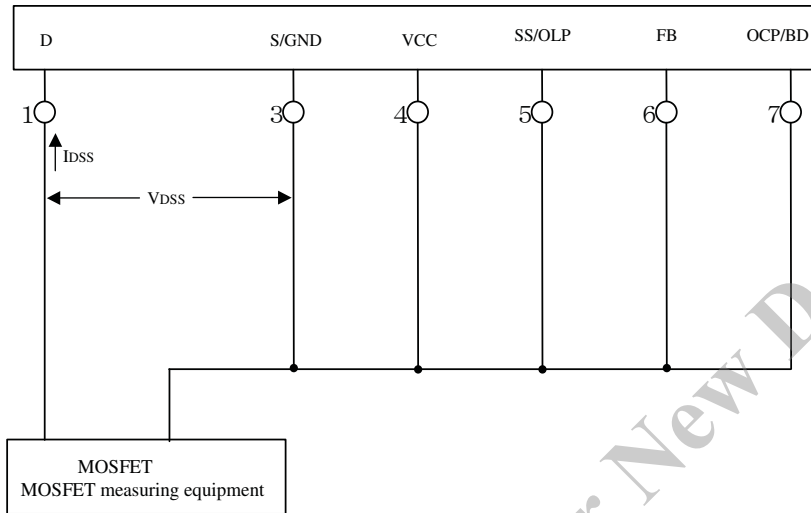 D S/GND VCC SS/OLP FB OCP/BD
1 3 4 5 6 7
IDSS
VDSS
MOSFET
MOSFET measuring equipment
r New D